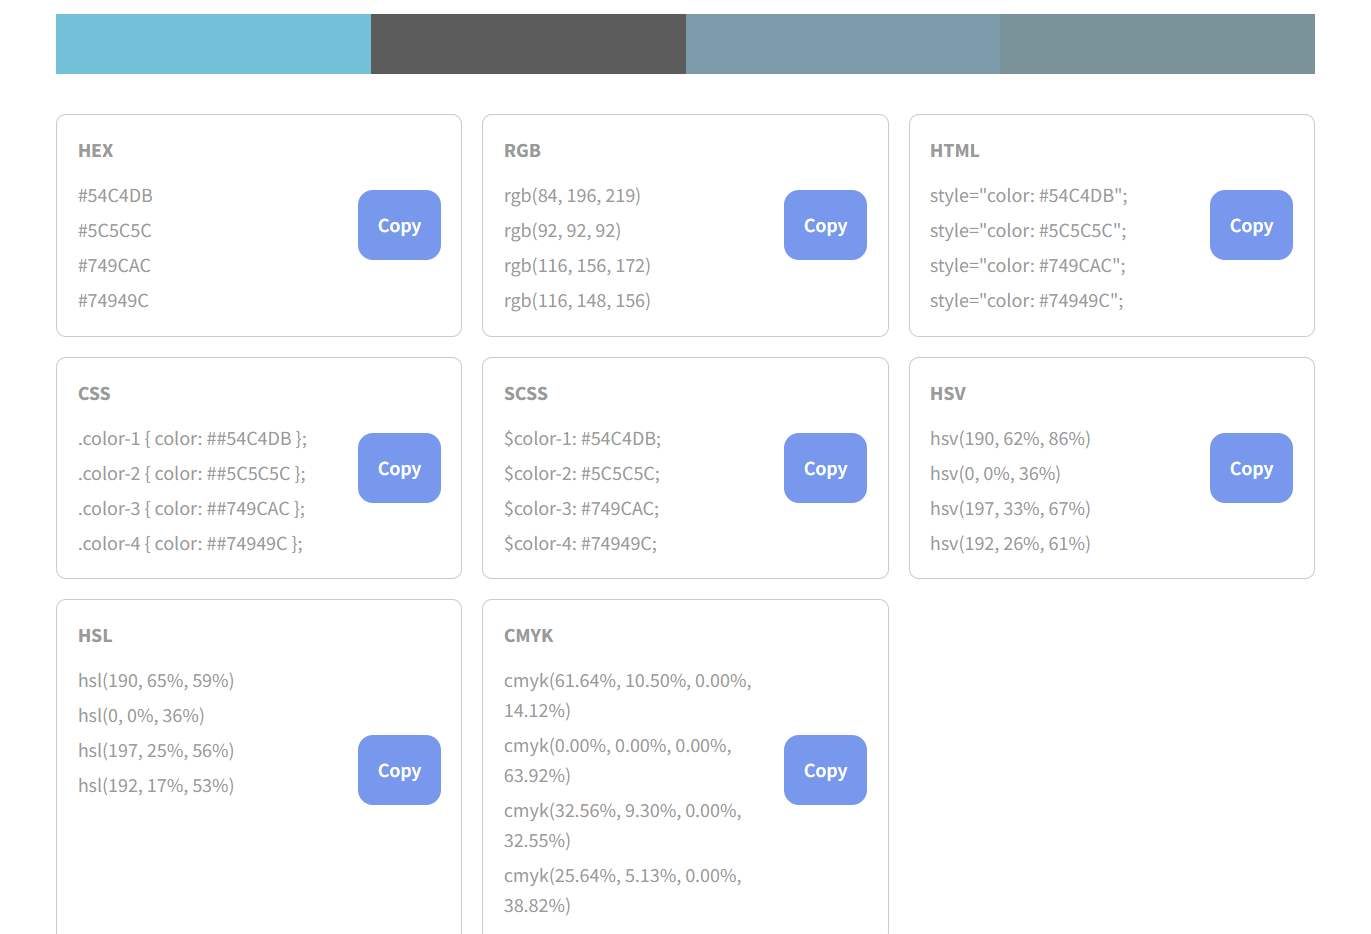 HEX
#54C4DB
#5C5C5C
#749CAC
#74949C
Copy
RGB
rgb(84, 196, 219)
rgb(92, 92, 92)
rgb(116, 156, 172)
rgb(116, 148, 156)
Copy
HTML
style="color: #54C4DB";
style="color: #5C5C5C";
style="color: #749CAC";
style="color: #74949C";
Copy
CSS
.color-1 { color: ##54C4DB };
.color-2 { color: ##5C5C5C };
.color-3 { color: ##749CAC };
.color-4 { color: ##74949C };
Copy
SCSS
$color-1: #54C4DB;
$color-2: #5C5C5C;
$color-3: #749CAC;
$color-4: #74949C;
Copy
HSV
hsv(190, 62%, 86%)
hsv(0, 0%, 36%)
hsv(197, 33%, 67%)
hsv(192, 26%, 61%)
Copy
HSL
hsl(190, 65%, 59%)
hsl(0, 0%, 36%)
hsl(197, 25%, 56%)
hsl(192, 17%, 53%)
Copy
CMYK
cmyk(61.64%, 10.50%, 0.00%,
14.12%)
cmyk(0.00%, 0.00%, 0.00%,
63.92%)
cmyk(32.56%, 9.30%, 0.00%,
32.55%)
cmyk(25.64%, 5.13%, 0.00%,
38.82%)
Copy